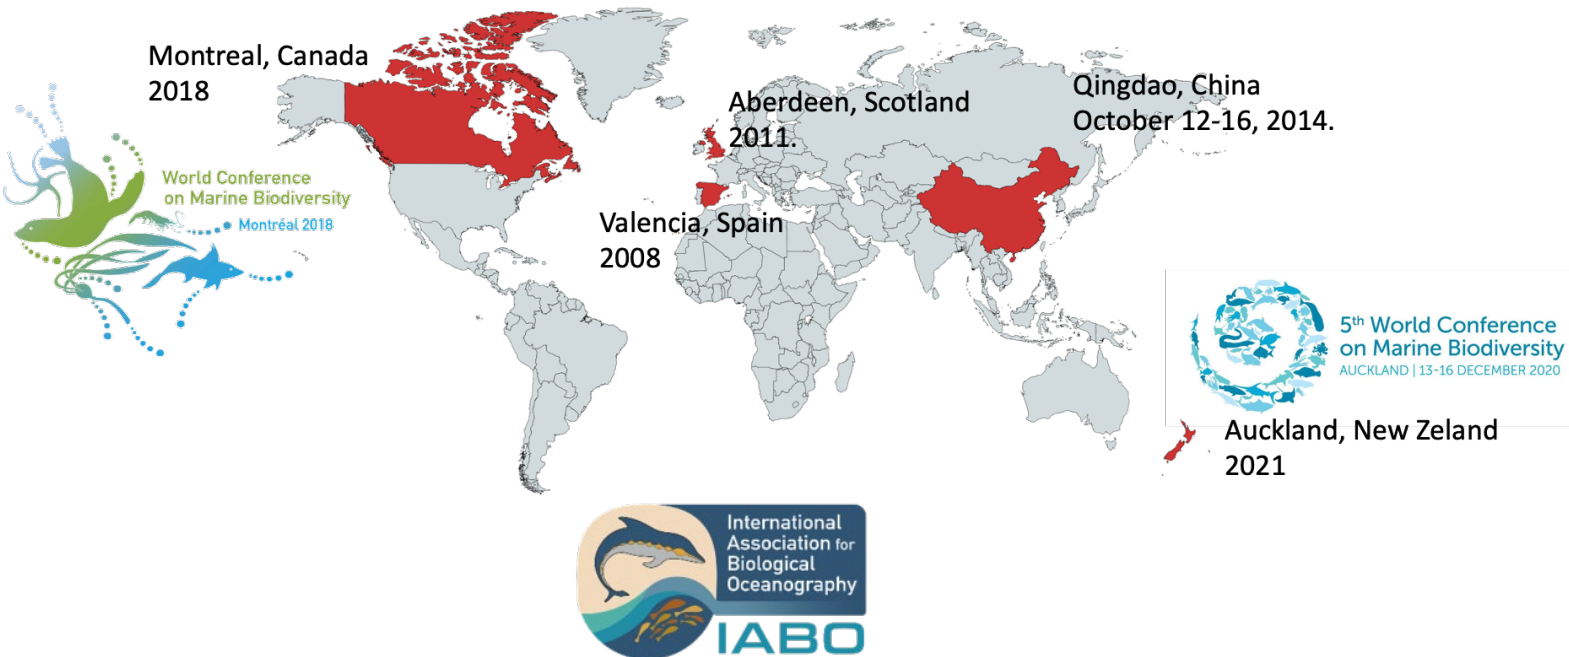 Montreal, Canada
2018
World Conference
on Marine Biodiversity
Montréal 2018
Aberdeen, Scotland
2011.
Valencia, Spain
2008
Qingdao, China
October 12-16, 2014.
5th World Conference
on Marine Biodiversity
AUCKLAND | 13-16 DECEMBER 2020
Auckland, New Zeland
2021
International
Association for
Biological
Oceanography
IABO